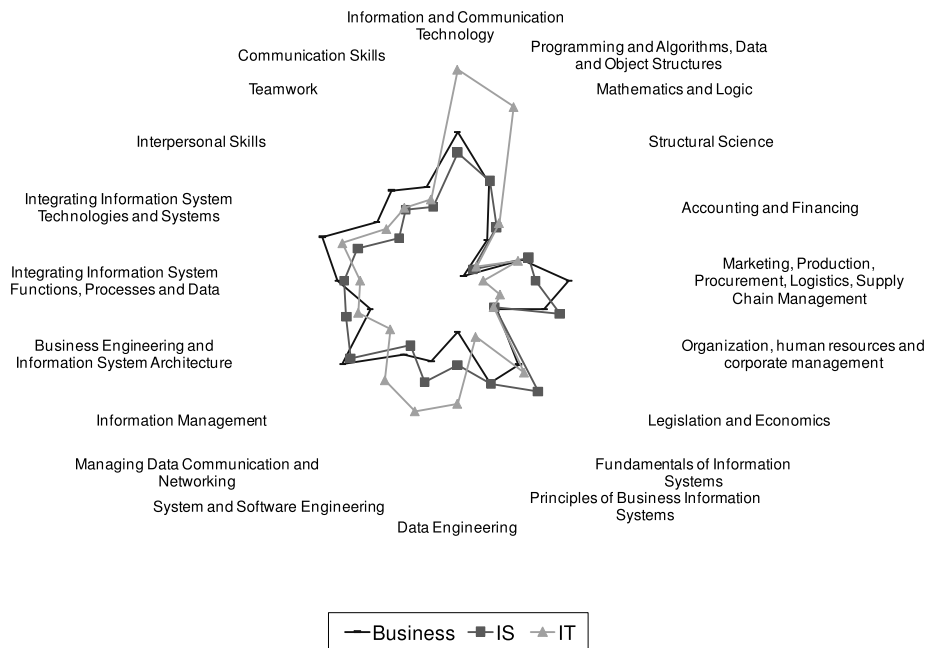 Information and Communication
Technology
Programming and Algorithms, Data
and Object Structures
Mathematics and Logic
Structural Science
Accounting and Financing
Marketing, Production,
Procurement, Logistics, Supply
Chain Management
Organization, human resources and
corporate management
Legislation and Economics
Fundamentals of Information
Systems
Principles of Business Information
Systems
Data Engineering
System and Software Engineering
Managing Data Communication and
Networking
Information Management
Business Engineering and
Information System Architecture
Integrating Information System
Functions, Processes and Data
Integrating Information System
Technologies and Systems
Interpersonal Skills
Teamwork
Communication Skills
Business IS IT